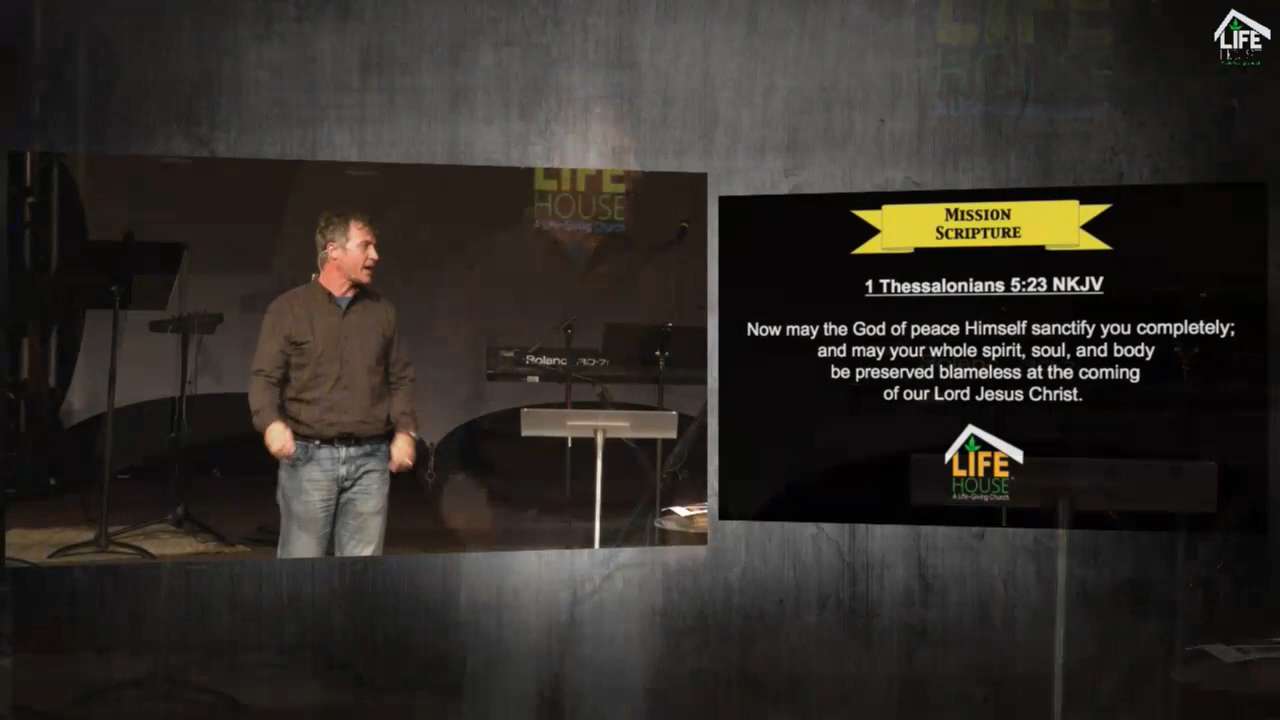 LIFE
LIFE
HOUSE
A Life-Giving Church
Roland RD-7
MISSION
SCRIPTURE
1 Thessalonians 5:23 NKJV
Now may the God of peace Himself sanctify you completely;
and may your whole spirit, soul, and body
be preserved blameless at the coming
of our Lord Jesus Christ.
LIFE
HOUSE
A Life-Giving Church